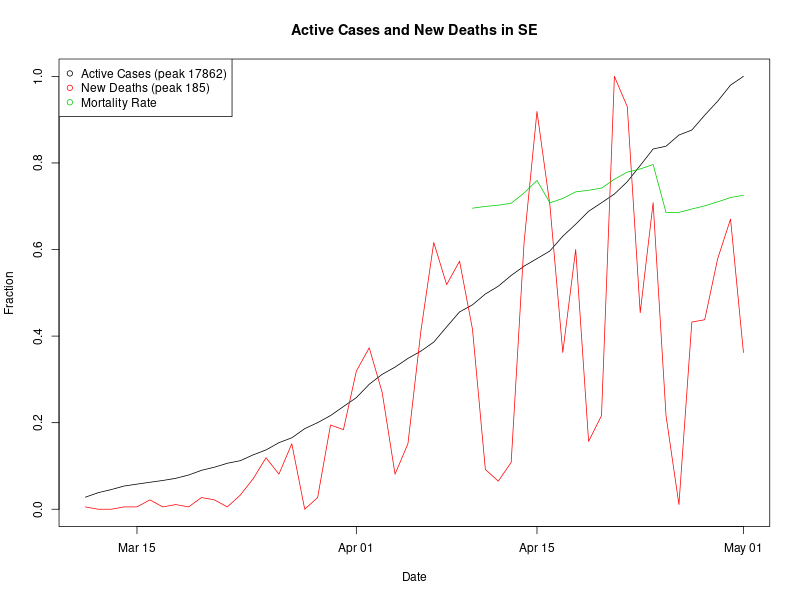 Active Cases and New Deaths in SE
Active Cases (peak 17862)
New Deaths (peak 185)
Mortality Rate
Fraction
1.0
0.8
0.6
0.4
0.2
0.0
Mar 15
Apr 01
Apr 15
May 01
Date